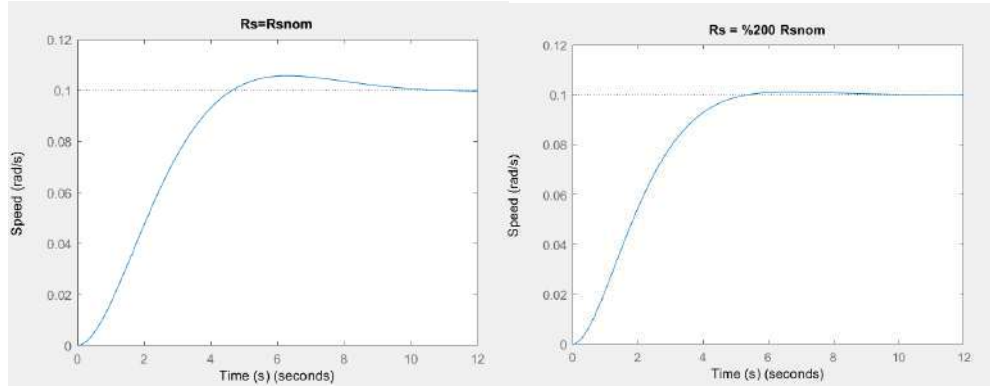 Rs=Rsnom
0.12
0.1
0.08
0.06
0.04
0.02
0
Speed (rad/s)
0 2 4 6 8 10 12
Time (s) (seconds)
Rs = %200 Rsnom
0.12
0.1
0.08
0.06
0.04
0.02
0
Speed (rad/s)
0 2 4 6 8 10 12
Time (s) (seconds)